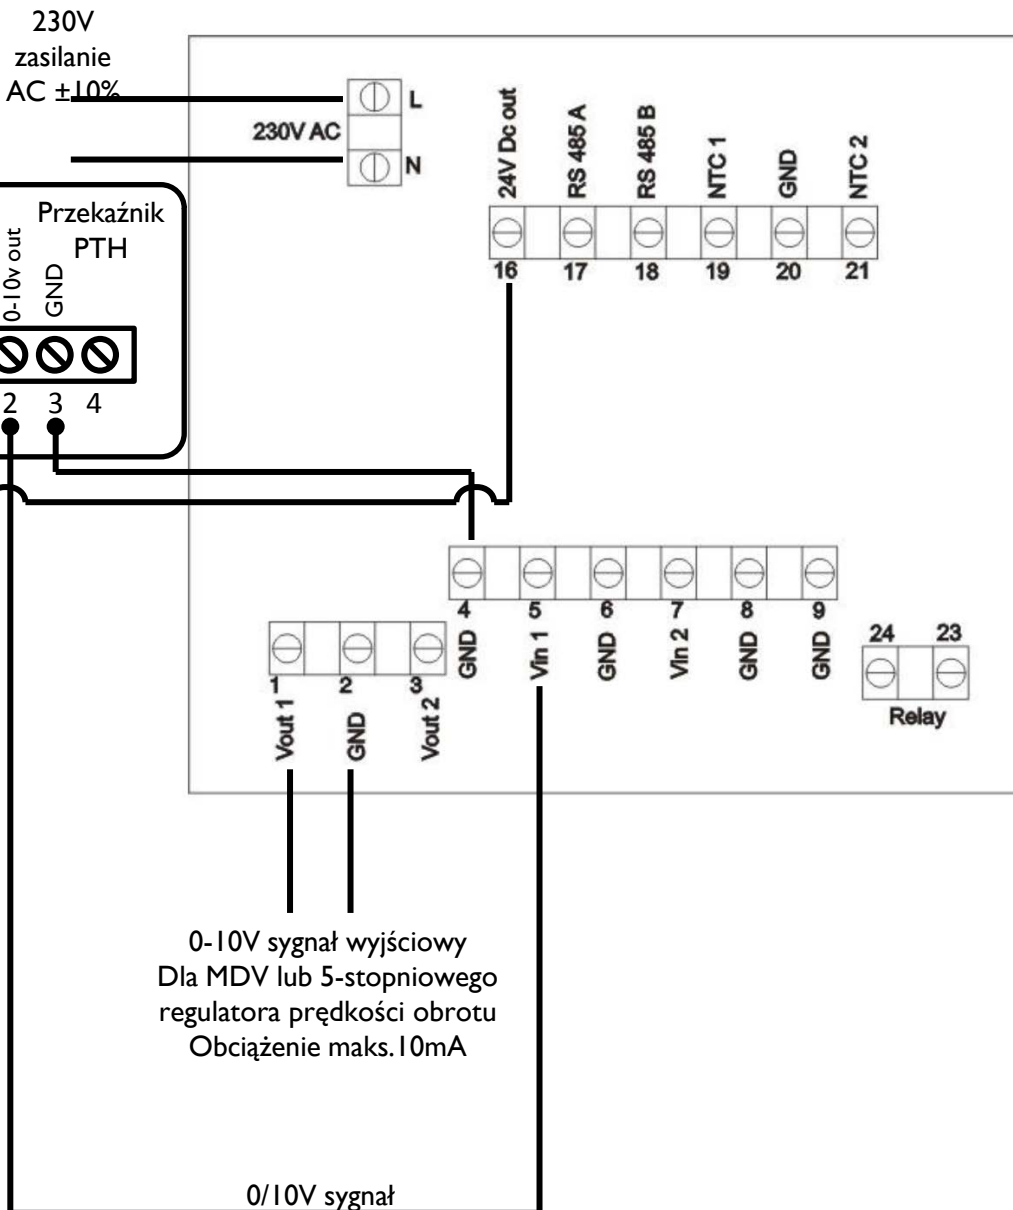 230V
zasilanie
AC ±10%
L
230V AC
N
24V Dc out
RS 485 A
RS 485 B
NTC 1
GND
NTC 2
16 17 18 19 20 21
Przekaźnik
PTH
0-10v out
GND
2 3 4
4 5 6 7 8 9
GND
Vin 1
GND
Vin 2
GND
GND
24 23
Relay
1 2 3
Vout 1
GND
Vout 2
0-10V sygnał wyjściowy
Dla MDV lub 5-stopniowego
regulatora prędkości obrotu
Obciążenie maks.10mA
0/10V sygnał